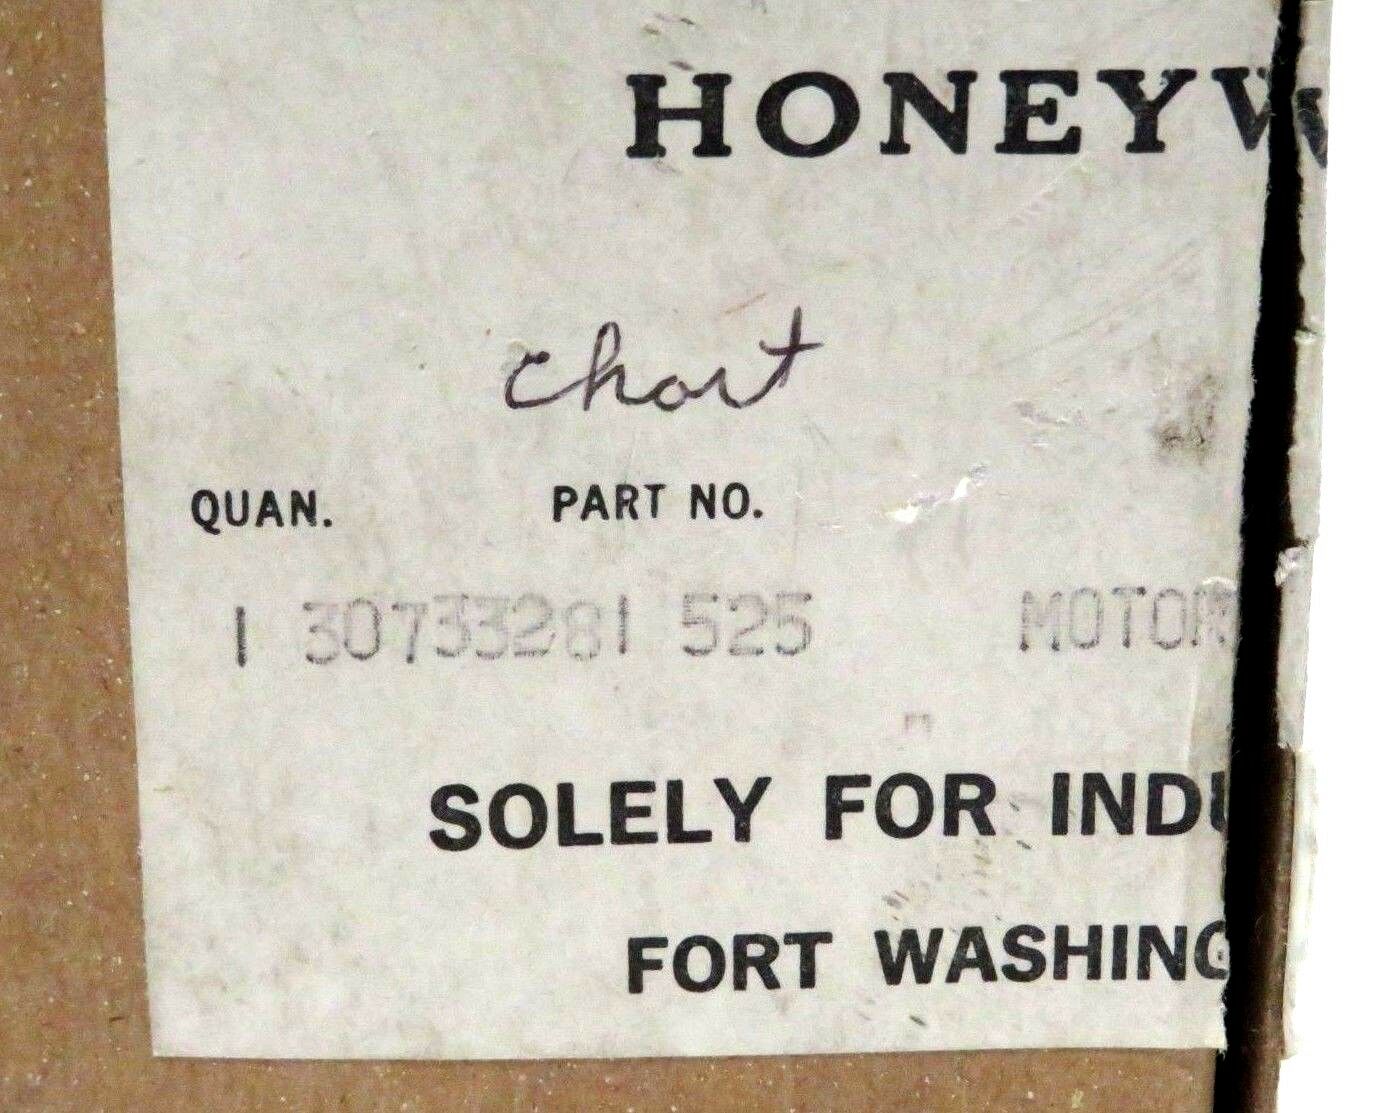 HONEYW
Chart
QUAN. PART NO.
1 30733281 525 MOTOR
SOLELY FOR INDU
FORT WASHING